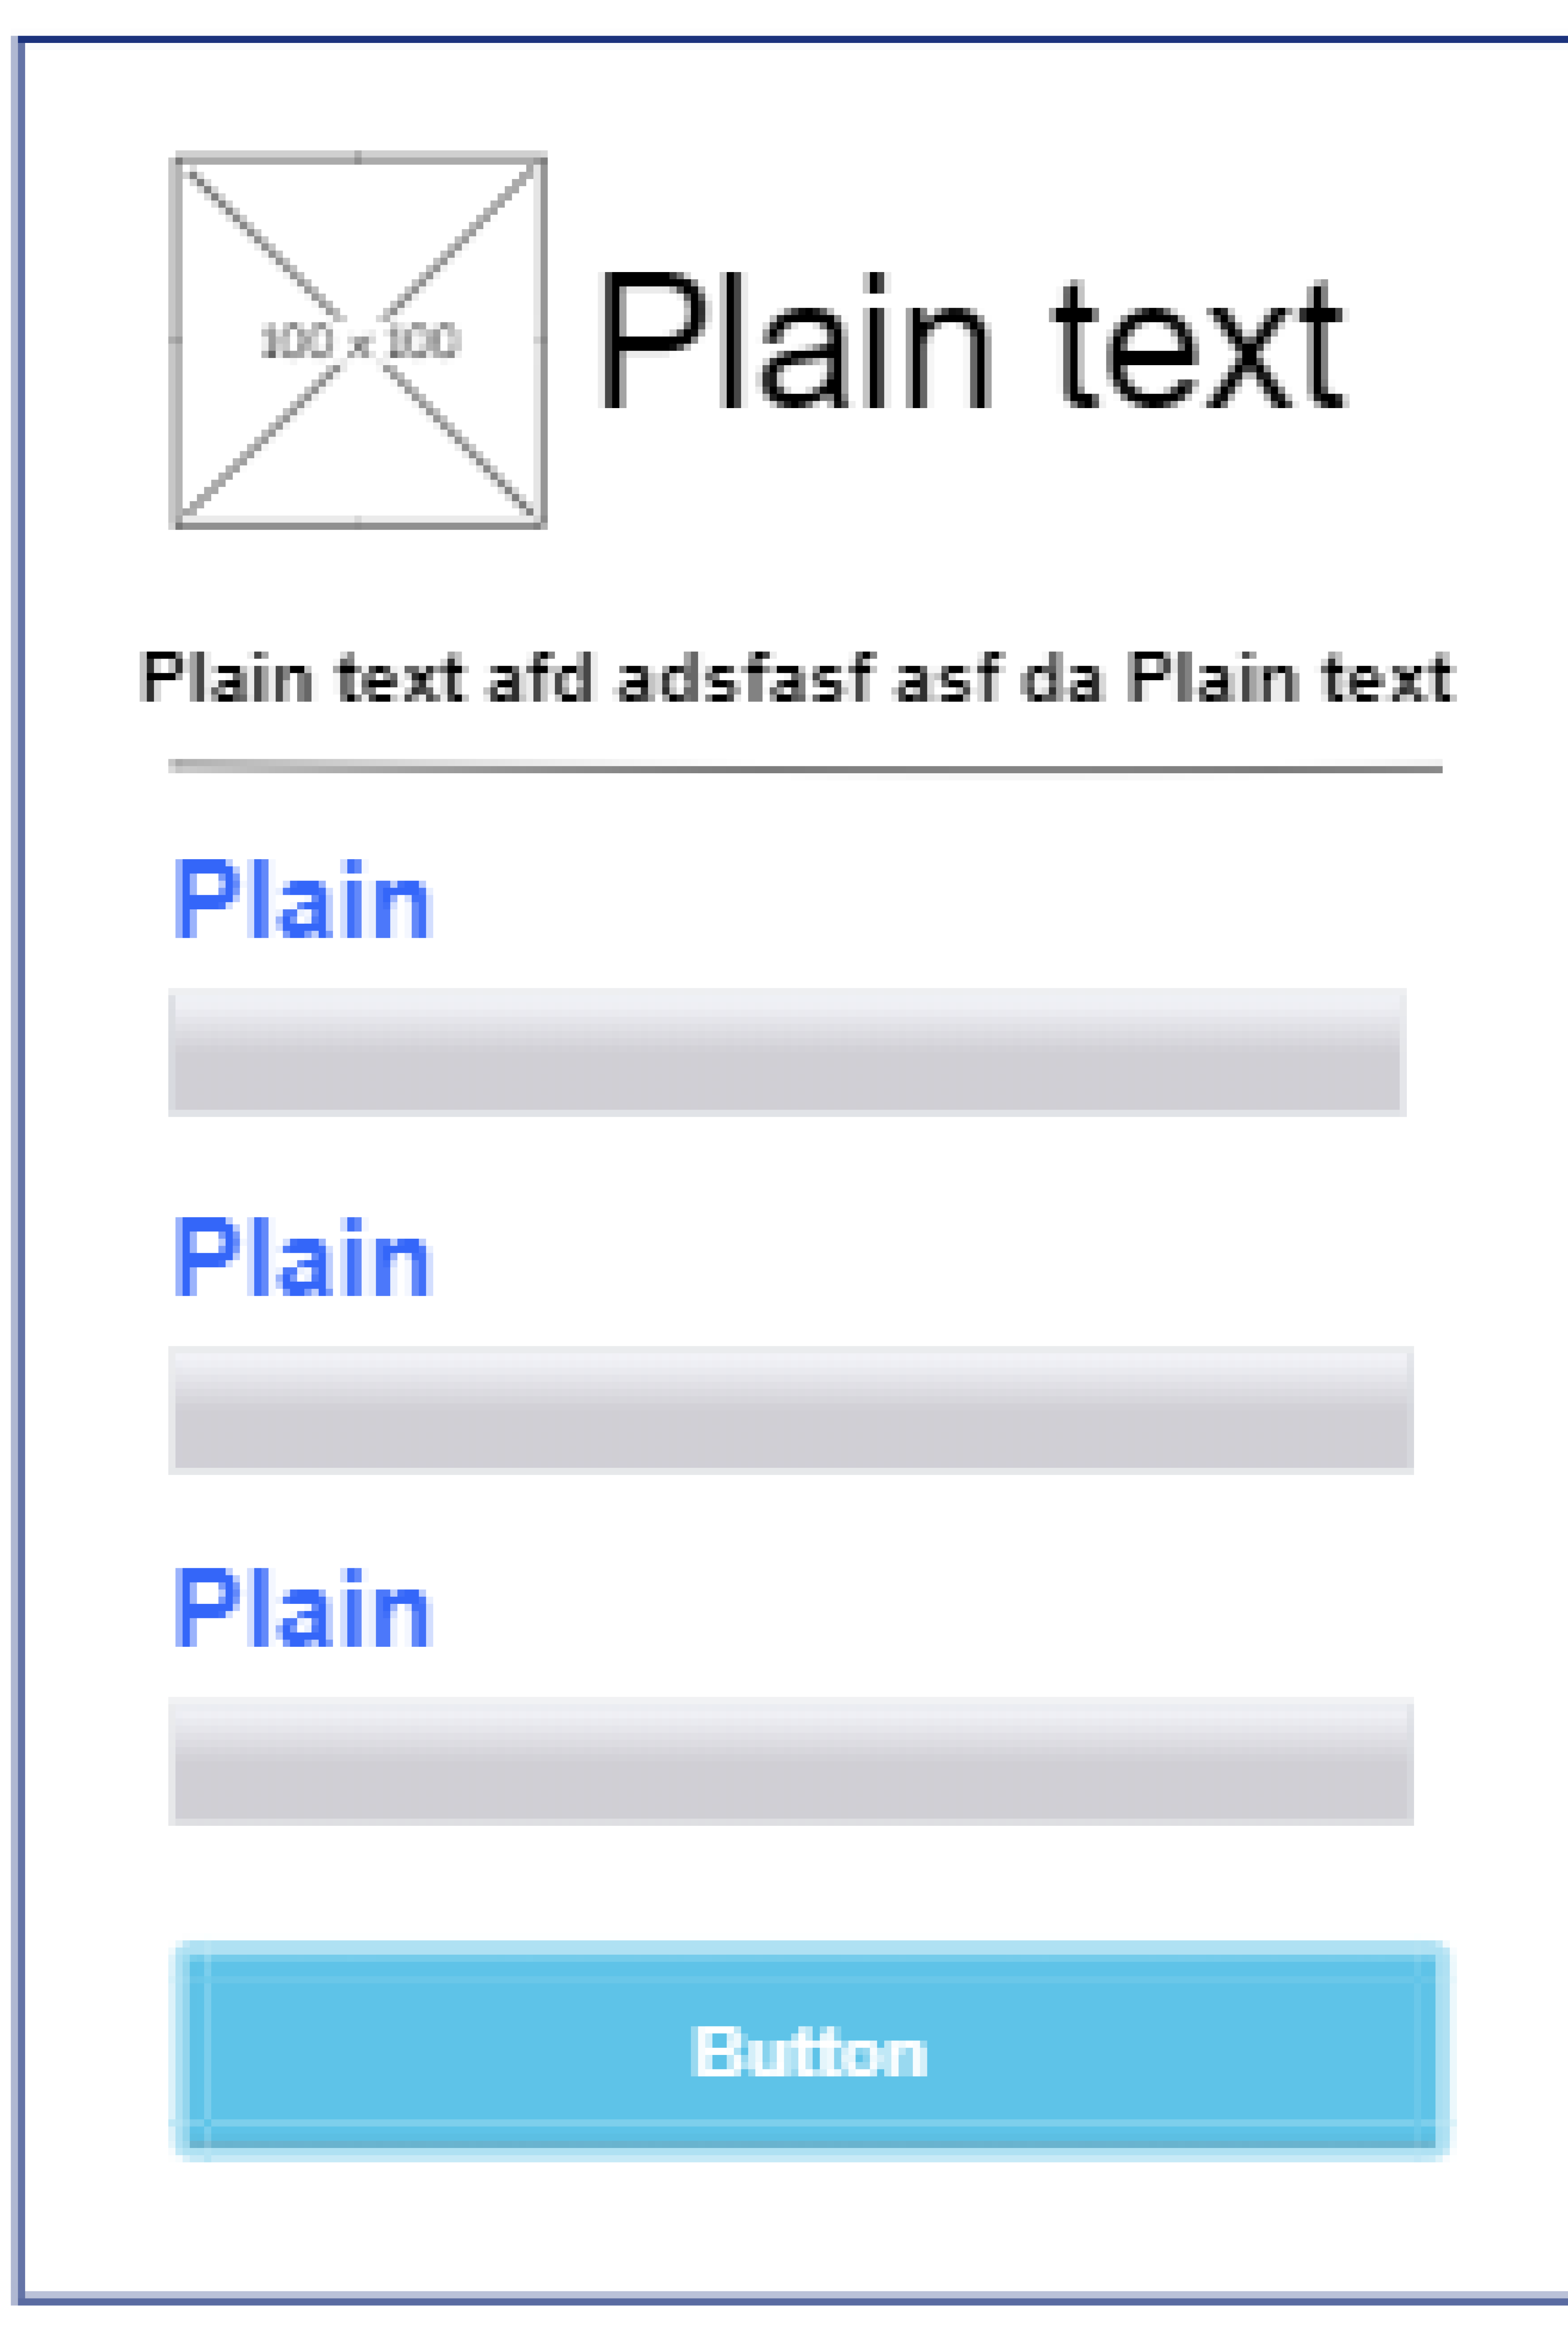 100 x 100
Plain text
Plain text afd adsfasf asf da Plain text
Plain
Plain
Plain
Button